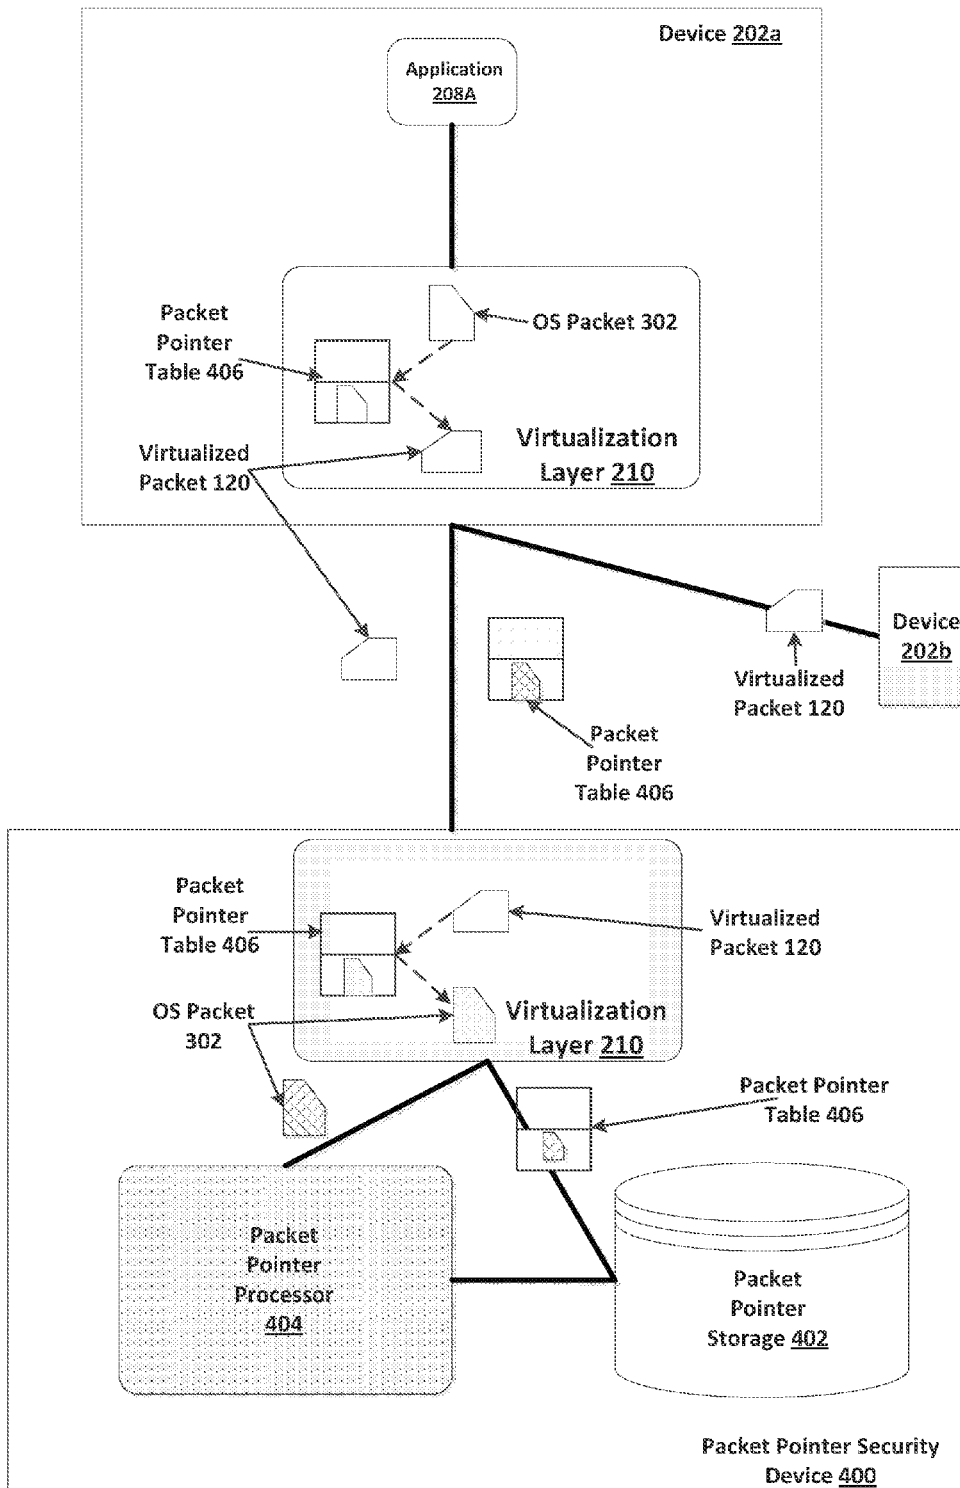 Device 202a
Application
208A
Packet
Pointer
Table 406
OS Packet 302
Virtualized
Packet 120
Virtualization
Layer 210
Device
202b
Virtualized
Packet 120
Packet
Pointer
Table 406
Packet
Pointer
Table 406
Virtualized
Packet 120
OS Packet
302
Virtualization
Layer 210
Packet Pointer
Table 406
Packet
Pointer
Processor
404
Packet
Pointer
Storage 402
Packet Pointer Security
Device 400